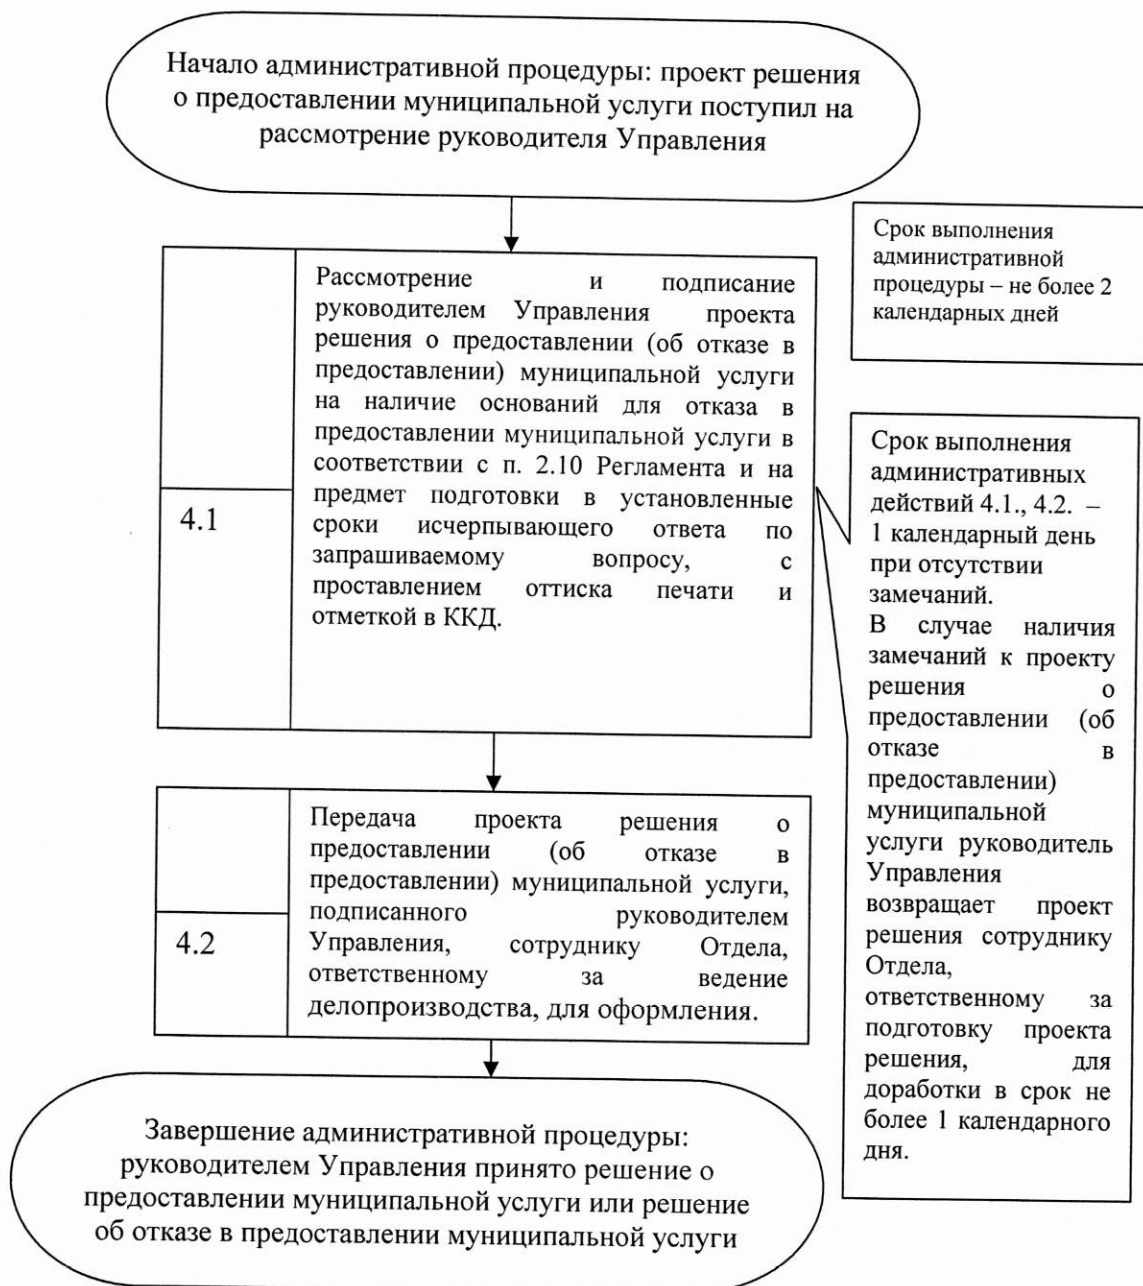 Начало административной процедуры: проект решения
о предоставлении муниципальной услуги поступил на
рассмотрение руководителя Управления
Срок выполнения
административной
процедуры – не более 2
календарных дней
4.1
Рассмотрение и подписание
руководителем Управления проекта
решения о предоставлении (об отказе в
предоставлении) муниципальной услуги
на наличие оснований для отказа в
предоставлении муниципальной услуги в
соответствии с п. 2.10 Регламента и на
предмет подготовки в установленные
сроки исчерпывающего ответа по
запрашиваемому вопросу, с
проставлением оттиска печати и
отметкой в ККД.
Срок выполнения
административных
действий 4.1., 4.2. –
1 календарный день
при отсутствии
замечаний.
В случае наличия
замечаний к проекту
решения о
предоставлении (об
отказе в
предоставлении)
муниципальной
услуги руководитель
Управления
возвращает проект
решения сотруднику
Отдела,
ответственному за
подготовку проекта
решения, для
доработки в срок не
более 1 календарного
дня.
4.2
Передача проекта решения о
предоставлении (об отказе в
предоставлении) муниципальной услуги,
подписанного руководителем
Управления, сотруднику Отдела,
ответственному за ведение
делопроизводства, для оформления.
Завершение административной процедуры:
руководителем Управления принято решение о
предоставлении муниципальной услуги или решение
об отказе в предоставлении муниципальной услуги